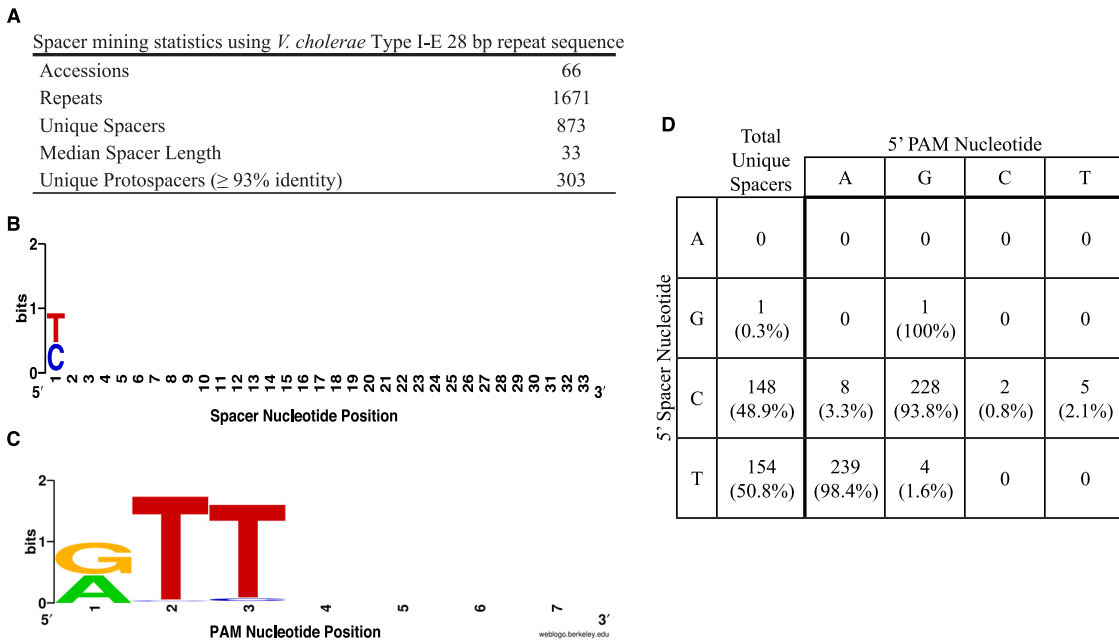 A
Spacer mining statistics using V. cholerae Type I-E 28 bp repeat sequence
Accessions 66
Repeats 1671
Unique Spacers 873
Median Spacer Length 33
Unique Protospacers (≥ 93% identity) 303
B
2
1
0
bits
T
C
5′ 1 2 3 4 5 6 7 8 9 10 11 12 13 14 15 16 17 18 19 20 21 22 23 24 25 26 27 28 29 30 31 32 33 3′
Spacer Nucleotide Position
C
2
1
0
bits
G
A
T
T
5′ 1 2 3 4 5 6 7 3′
PAM Nucleotide Position
weblogo.berkeley.edu
D
Total Unique Spacers
5' PAM Nucleotide
A G C T
5' Spacer Nucleotide
A 0 0 0 0 0
G 1 (0.3%) 0 1 (100%) 0 0
C 148 (48.9%) 8 (3.3%) 228 (93.8%) 2 (0.8%) 5 (2.1%)
T 154 (50.8%) 239 (98.4%) 4 (1.6%) 0 0